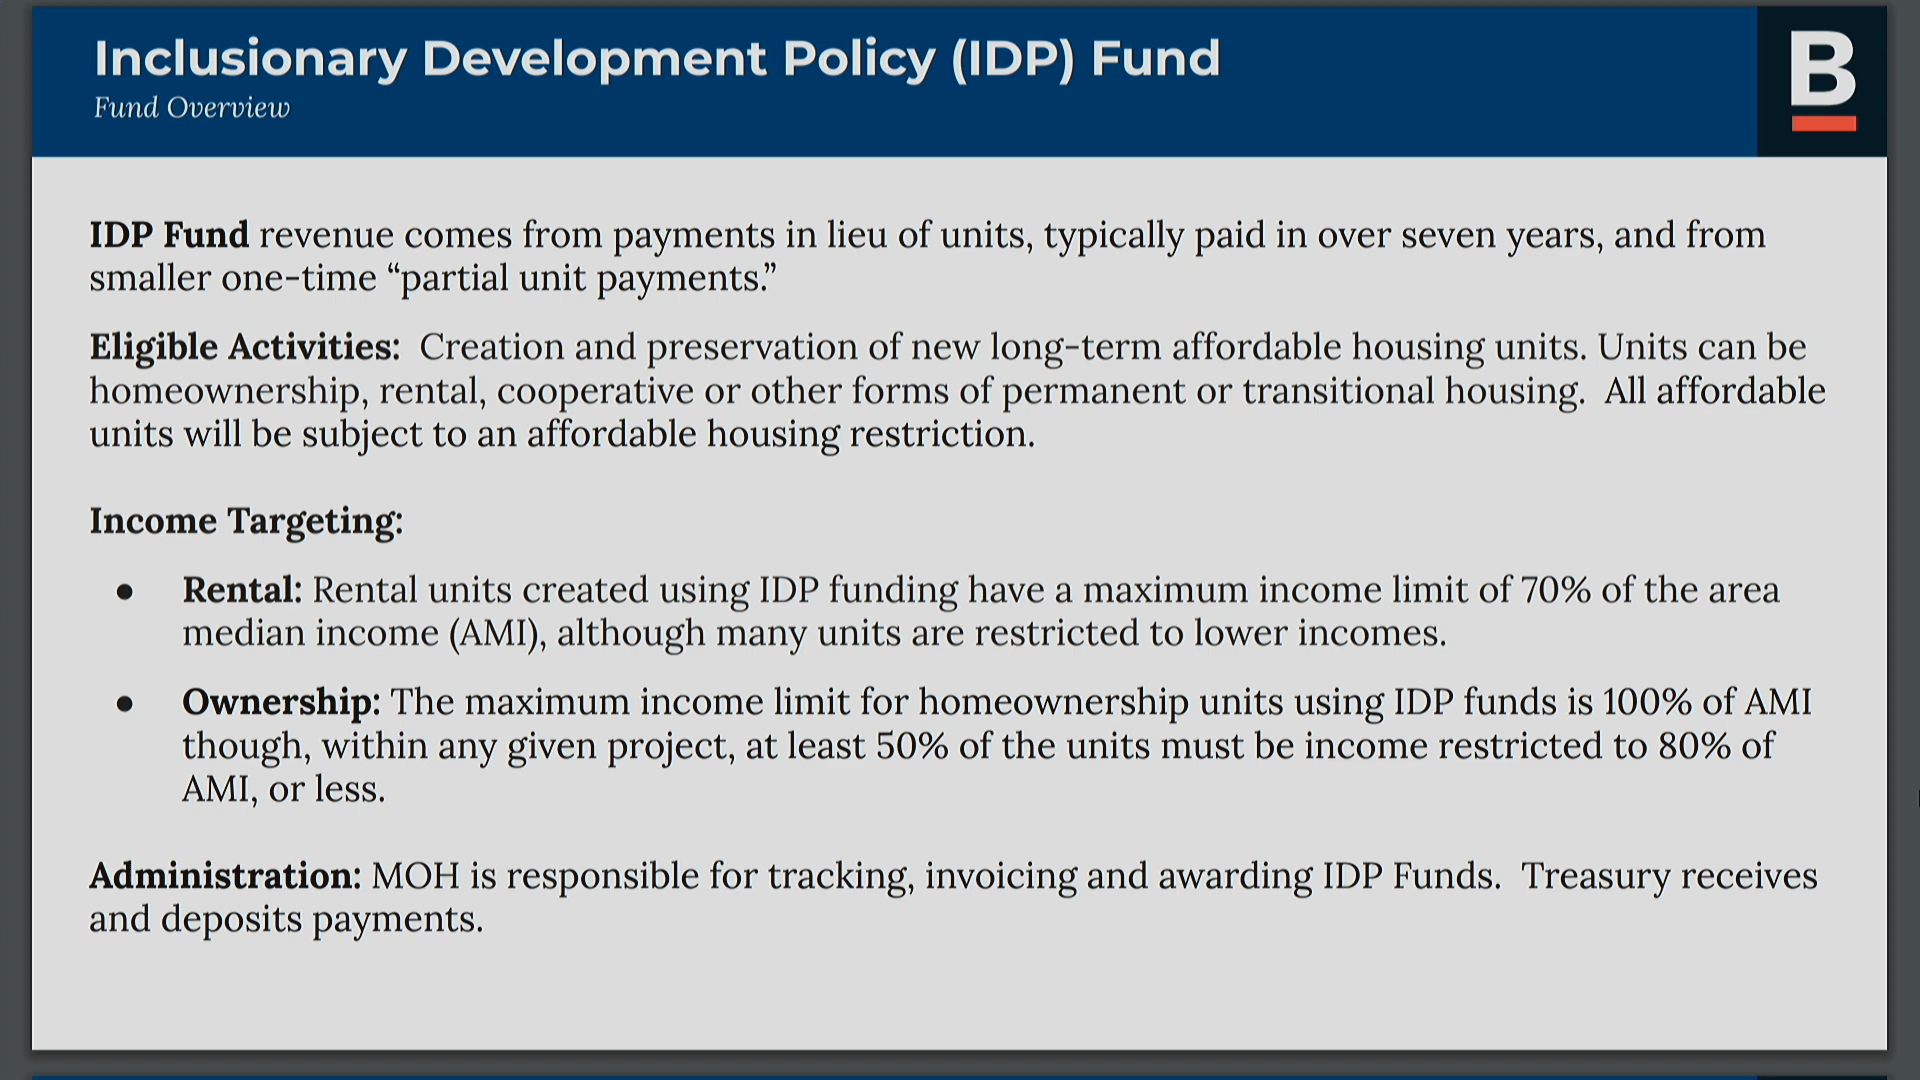 Inclusionary Development Policy (IDP) Fund
Fund Overview
B
IDP Fund revenue comes from payments in lieu of units, typically paid in over seven years, and from
smaller one-time “partial unit payments.”
Eligible Activities:  Creation and preservation of new long-term affordable housing units. Units can be
homeownership, rental, cooperative or other forms of permanent or transitional housing.  All affordable
units will be subject to an affordable housing restriction.
Income Targeting:
● Rental: Rental units created using IDP funding have a maximum income limit of 70% of the area
median income (AMI), although many units are restricted to lower incomes.
● Ownership: The maximum income limit for homeownership units using IDP funds is 100% of AMI
though, within any given project, at least 50% of the units must be income restricted to 80% of
AMI, or less.
Administration: MOH is responsible for tracking, invoicing and awarding IDP Funds.  Treasury receives
and deposits payments.